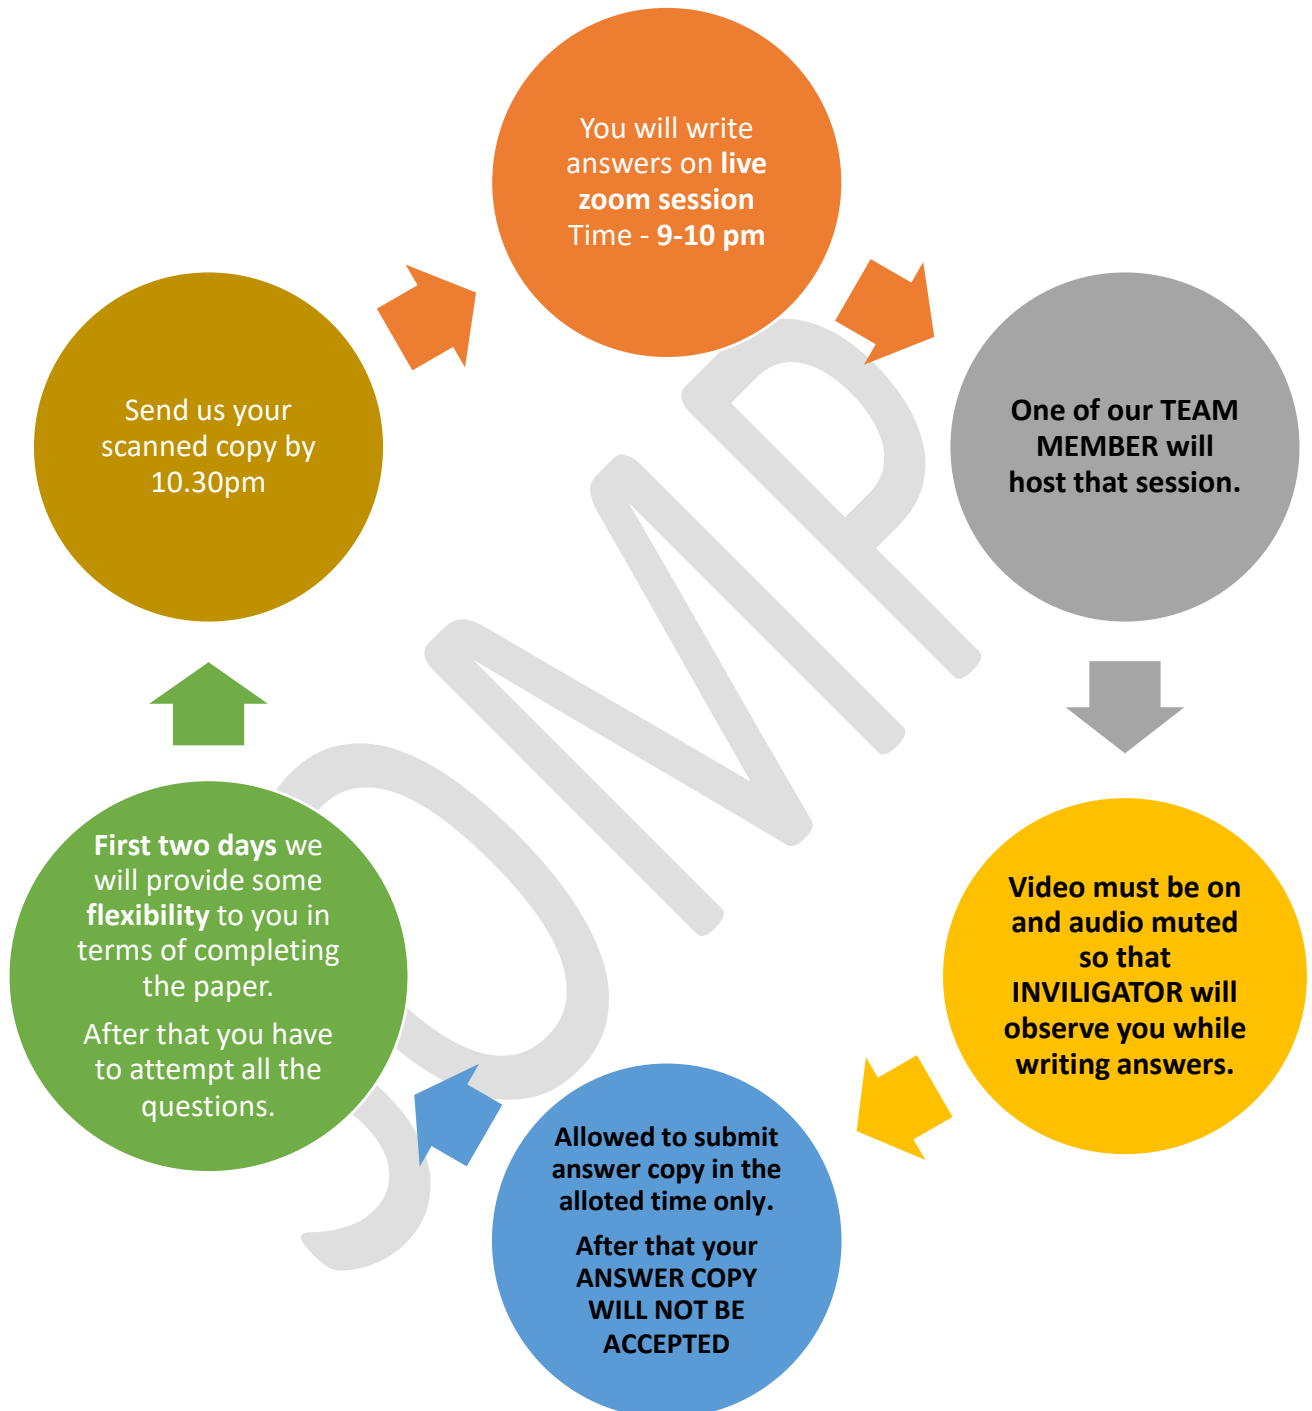 You will write
answers on live
zoom session
Time - 9-10 pm
One of our TEAM
MEMBER will
host that session.
Video must be on
and audio muted
so that
INVILIGATOR will
observe you while
writing answers.
Allowed to submit
answer copy in the
alloted time only.
After that your
ANSWER COPY
WILL NOT BE
ACCEPTED
First two days we
will provide some
flexibility to you in
terms of completing
the paper.
After that you have
to attempt all the
questions.
Send us your
scanned copy by
10.30pm